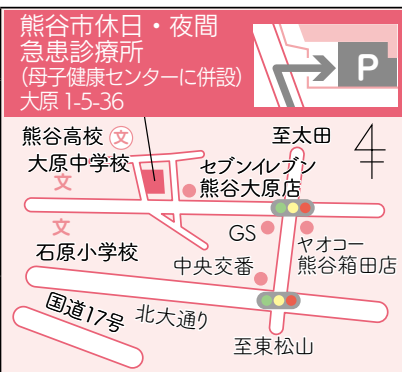 熊谷市休日・夜間
急患診療所
(母子健康センターに併設)
大原 1-5-36
P
熊谷高校 文
至太田
大原中学校
文
セブンイレブン
熊谷大原店
文
石原小学校
GS
ヤオコー
熊谷箱田店
中央交番
国道17号
北大通り
至東松山